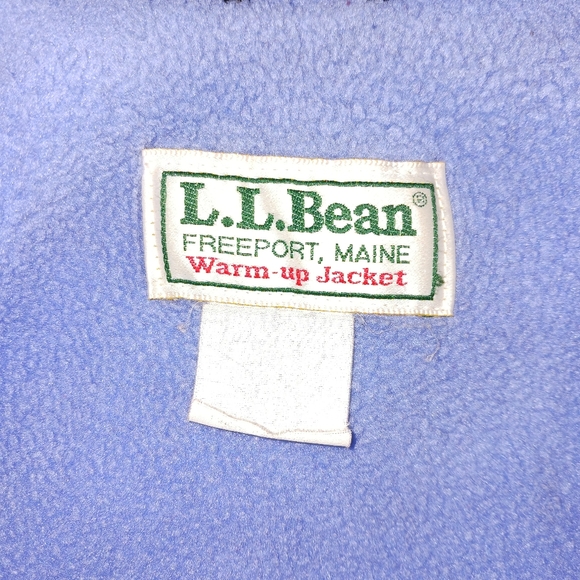 L.L.Bean®
FREEPORT, MAINE
Warm-up Jacket